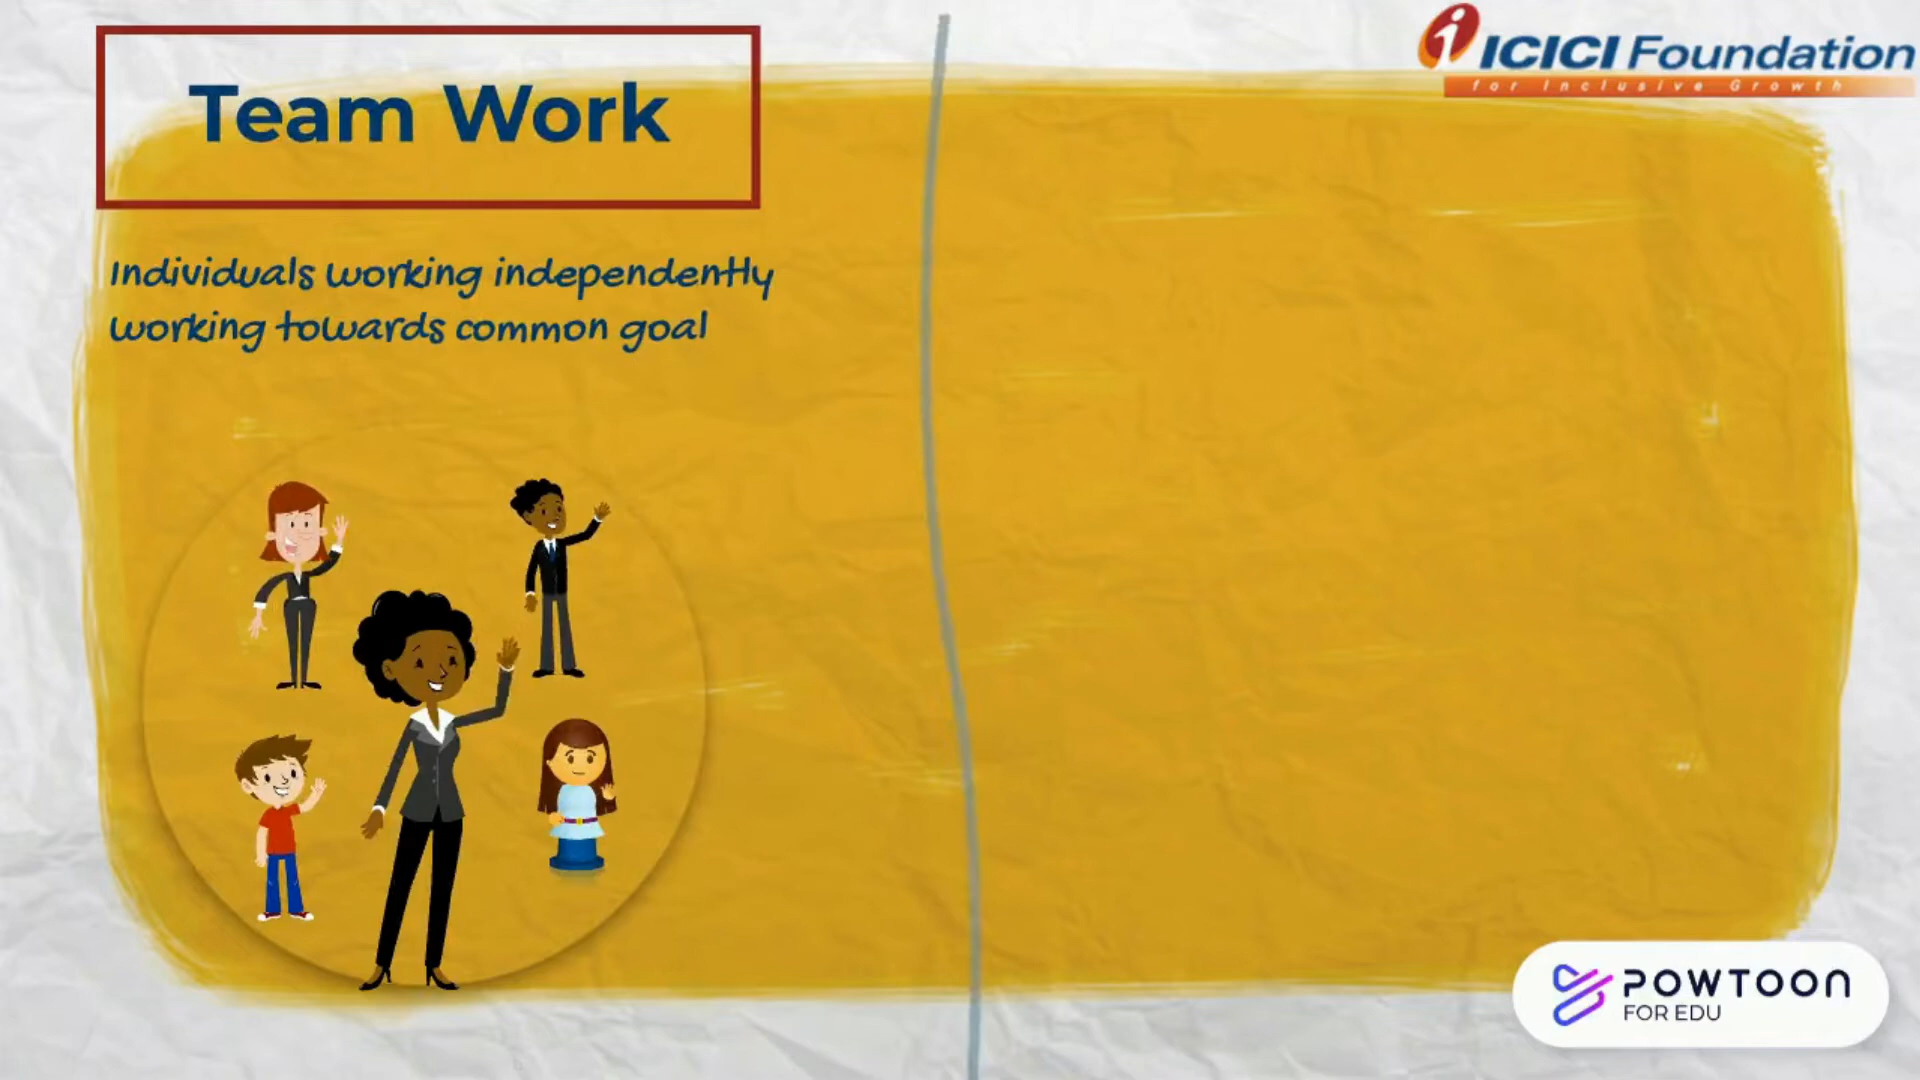 Team Work
ICICI Foundation
for Inclusive Growth
Individuals working independently
working towards common goal
POWTOON
FOR EDU